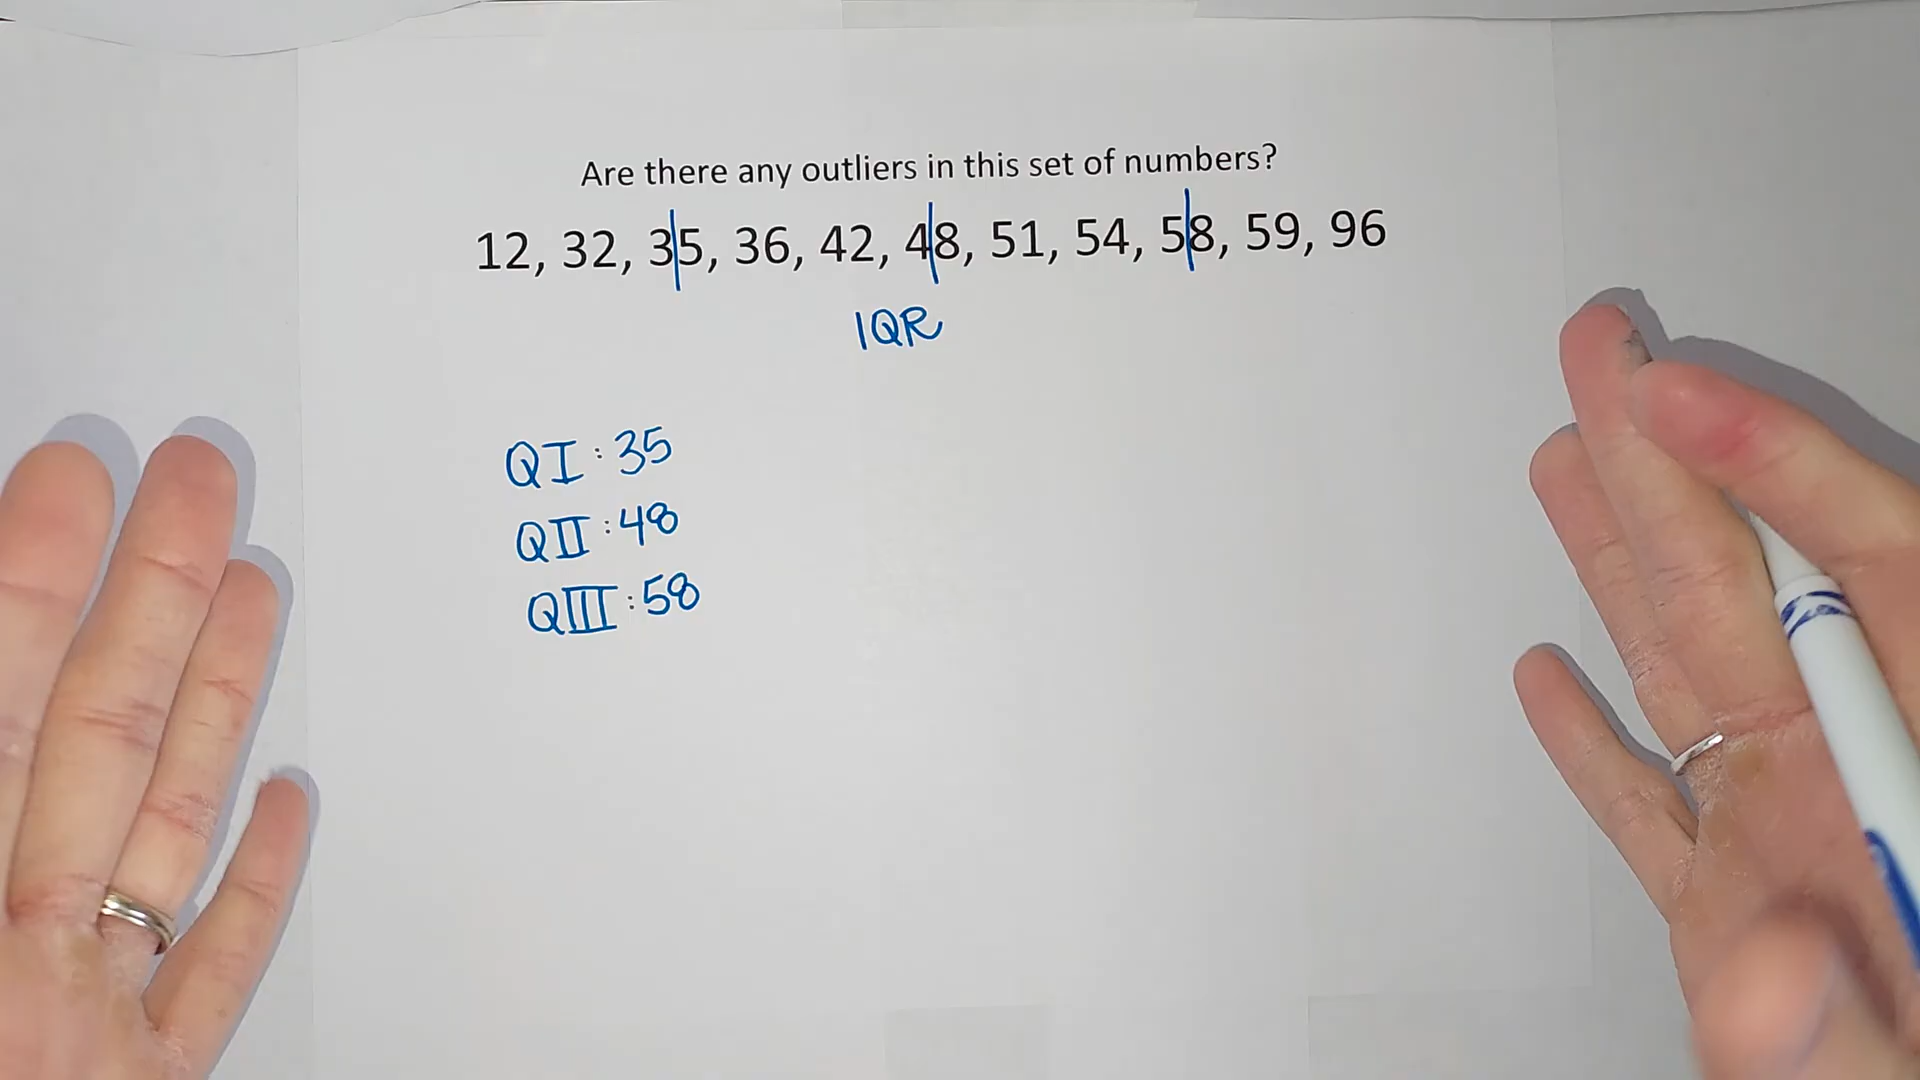 Are there any outliers in this set of numbers?
12, 32, 35, 36, 42, 48, 51, 54, 58, 59, 96
IQR
QI : 35
QII : 48
QIII : 58